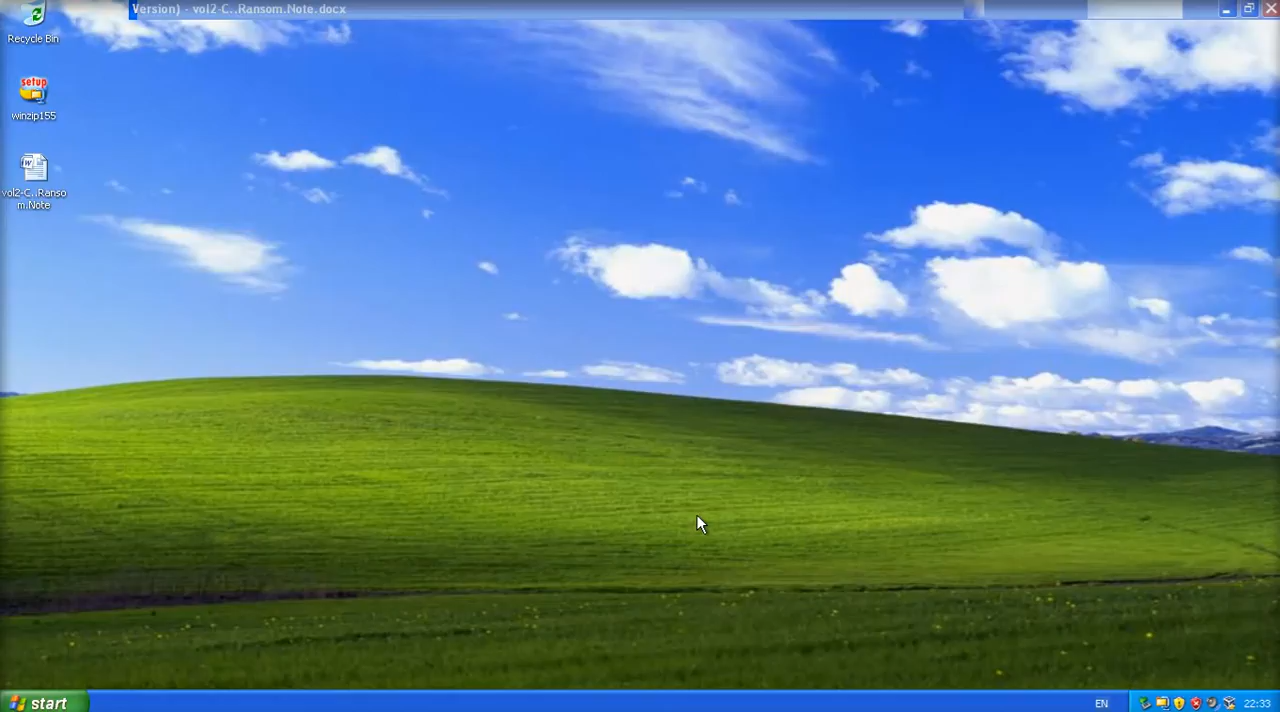 Version) - vol2-C..Ransom.Note.docx
Recycle Bin
setup
winzip155
W
vol2-C..Ranso
m.Note
start
EN
22:33